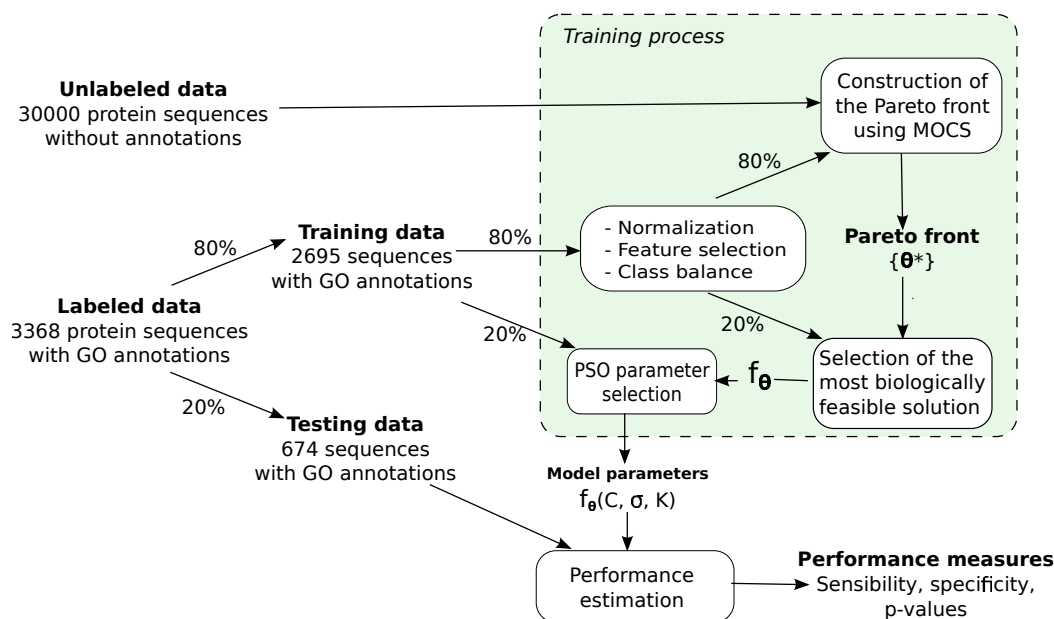 Training process
Unlabeled data
30000 protein sequences
without annotations
Construction of
the Pareto front
using MOCS
80%
- Normalization
- Feature selection
- Class balance
Training data
2695 sequences
with GO annotations
80%
80%
Pareto front
{θ*}
Labeled data
3368 protein sequences
with GO annotations
20%
20%
PSO parameter
selection
fθ
Selection of the
most biologically
feasible solution
20%
Testing data
674 sequences
with GO annotations
Model parameters
fθ(C, σ, K)
Performance
estimation
Performance measures
Sensibility, specificity,
p-values